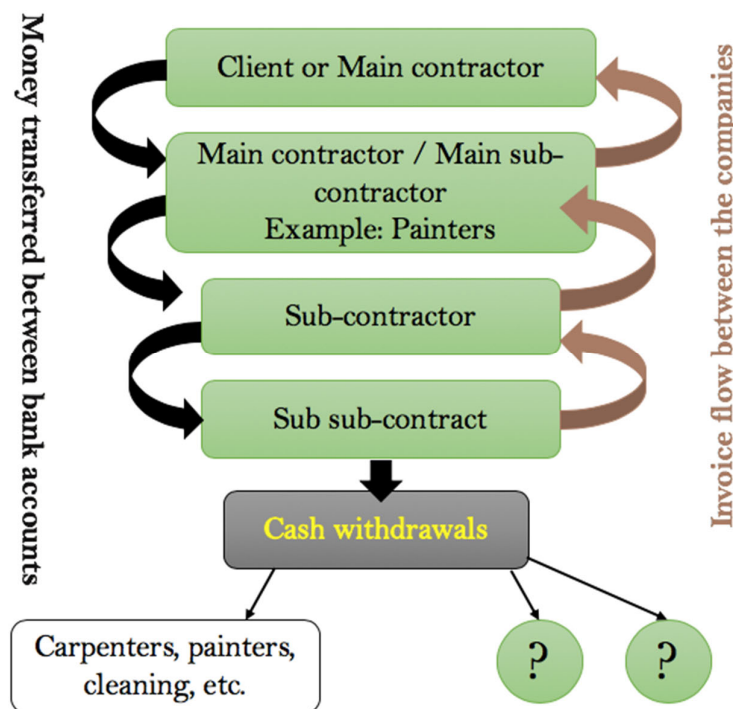 Money transferred between bank accounts
Client or Main contractor
Main contractor / Main sub-
contractor
Example: Painters
Sub-contractor
Sub sub-contract
Cash withdrawals
Carpenters, painters,
cleaning, etc.
?
?
Invoice flow between the companies